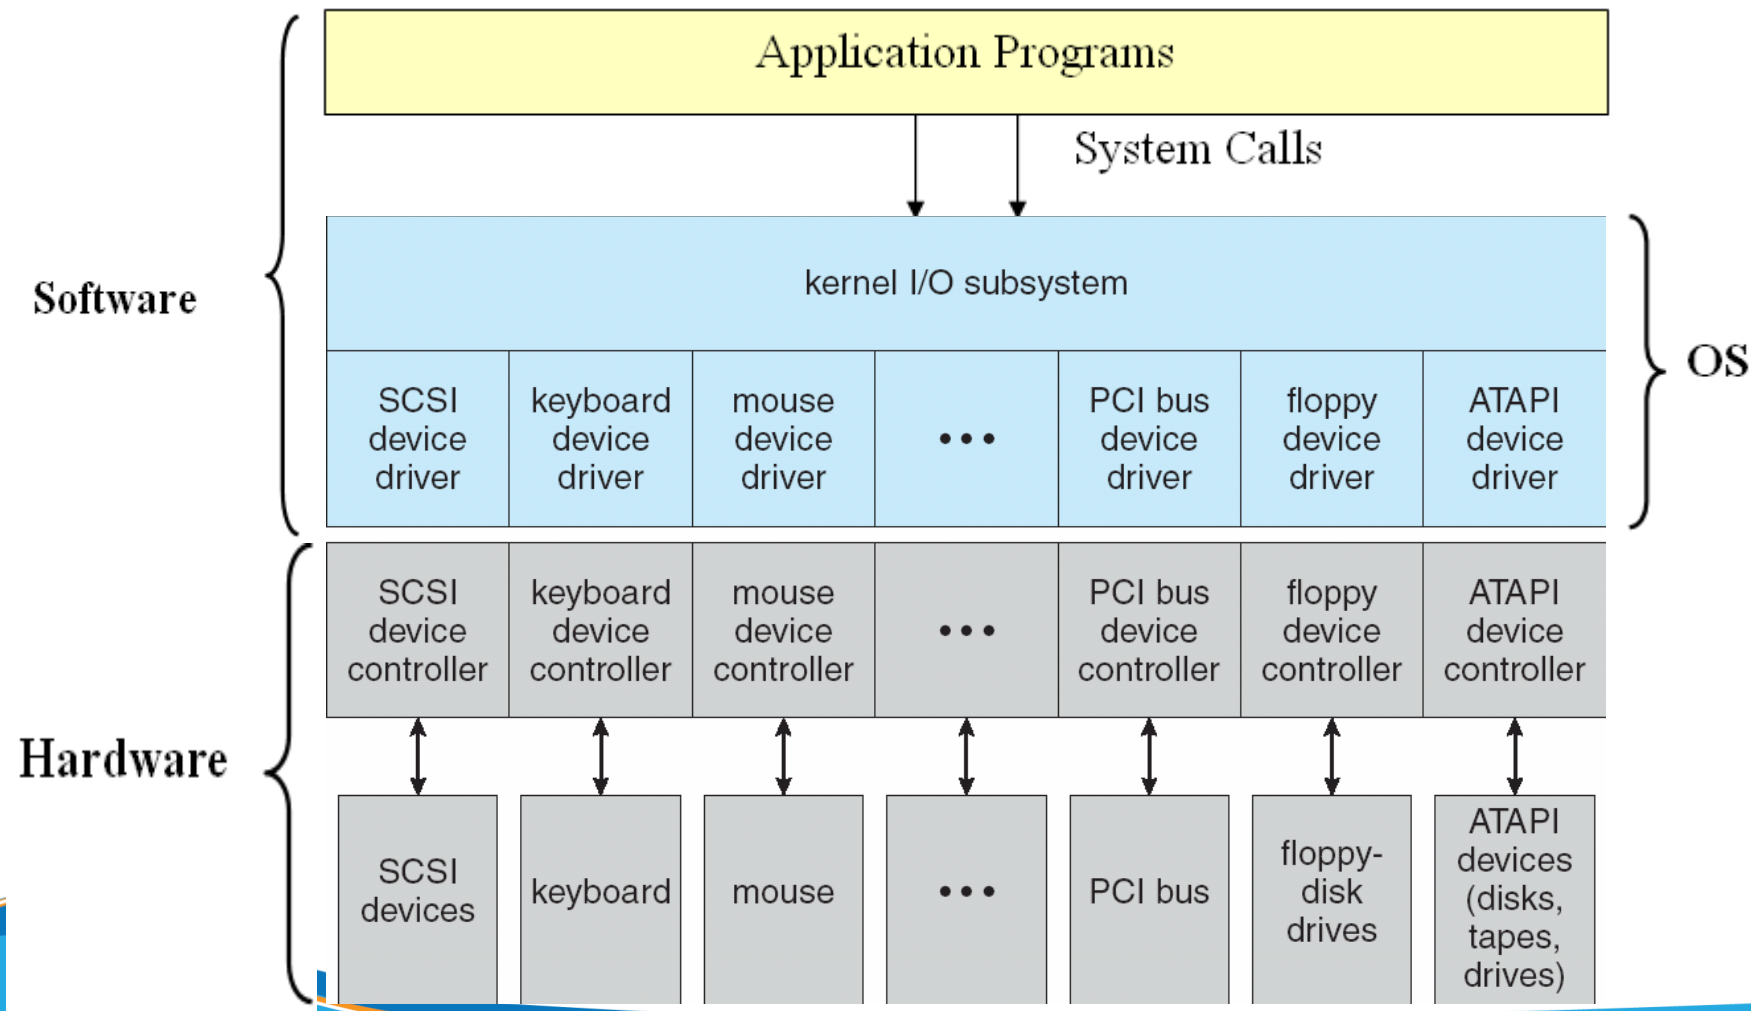 Application Programs
System Calls
Software
kernel I/O subsystem
OS
SCSI
device
driver
keyboard
device
driver
mouse
device
driver
•••
PCI bus
device
driver
floppy
device
driver
ATAPI
device
driver
Hardware
SCSI
device
controller
keyboard
device
controller
mouse
device
controller
•••
PCI bus
device
controller
floppy
device
controller
ATAPI
device
controller
SCSI
devices
keyboard
mouse
•••
PCI bus
floppy-
disk
drives
ATAPI
devices
(disks,
tapes,
drives)